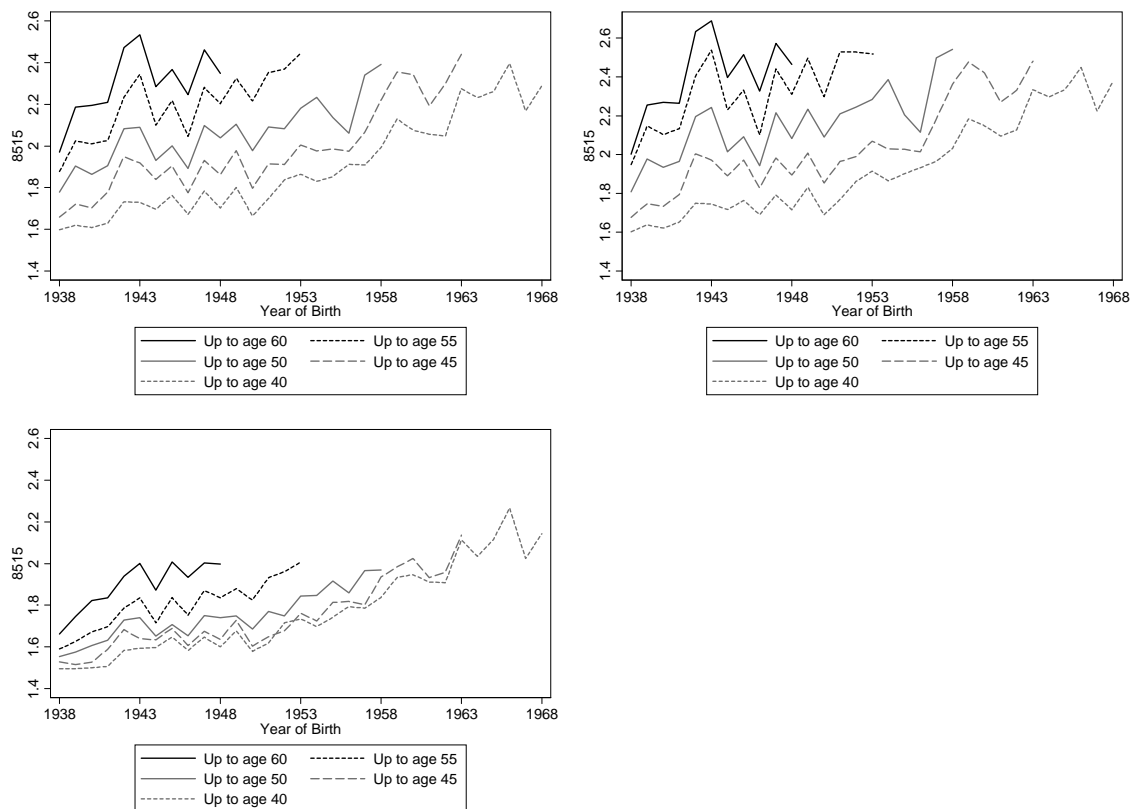 2.6
2.4
2.2
2
1.8
1.6
1.4
8515
1938 1943 1948 1953 1958 1963 1968
Year of Birth
Up to age 60 Up to age 55
Up to age 50 Up to age 45
Up to age 40
2.6
2.4
2.2
2
1.8
1.6
1.4
8515
1938 1943 1948 1953 1958 1963 1968
Year of Birth
Up to age 60 Up to age 55
Up to age 50 Up to age 45
Up to age 40
2.6
2.4
2.2
2
1.8
1.6
1.4
8515
1938 1943 1948 1953 1958 1963 1968
Year of Birth
Up to age 60 Up to age 55
Up to age 50 Up to age 45
Up to age 40